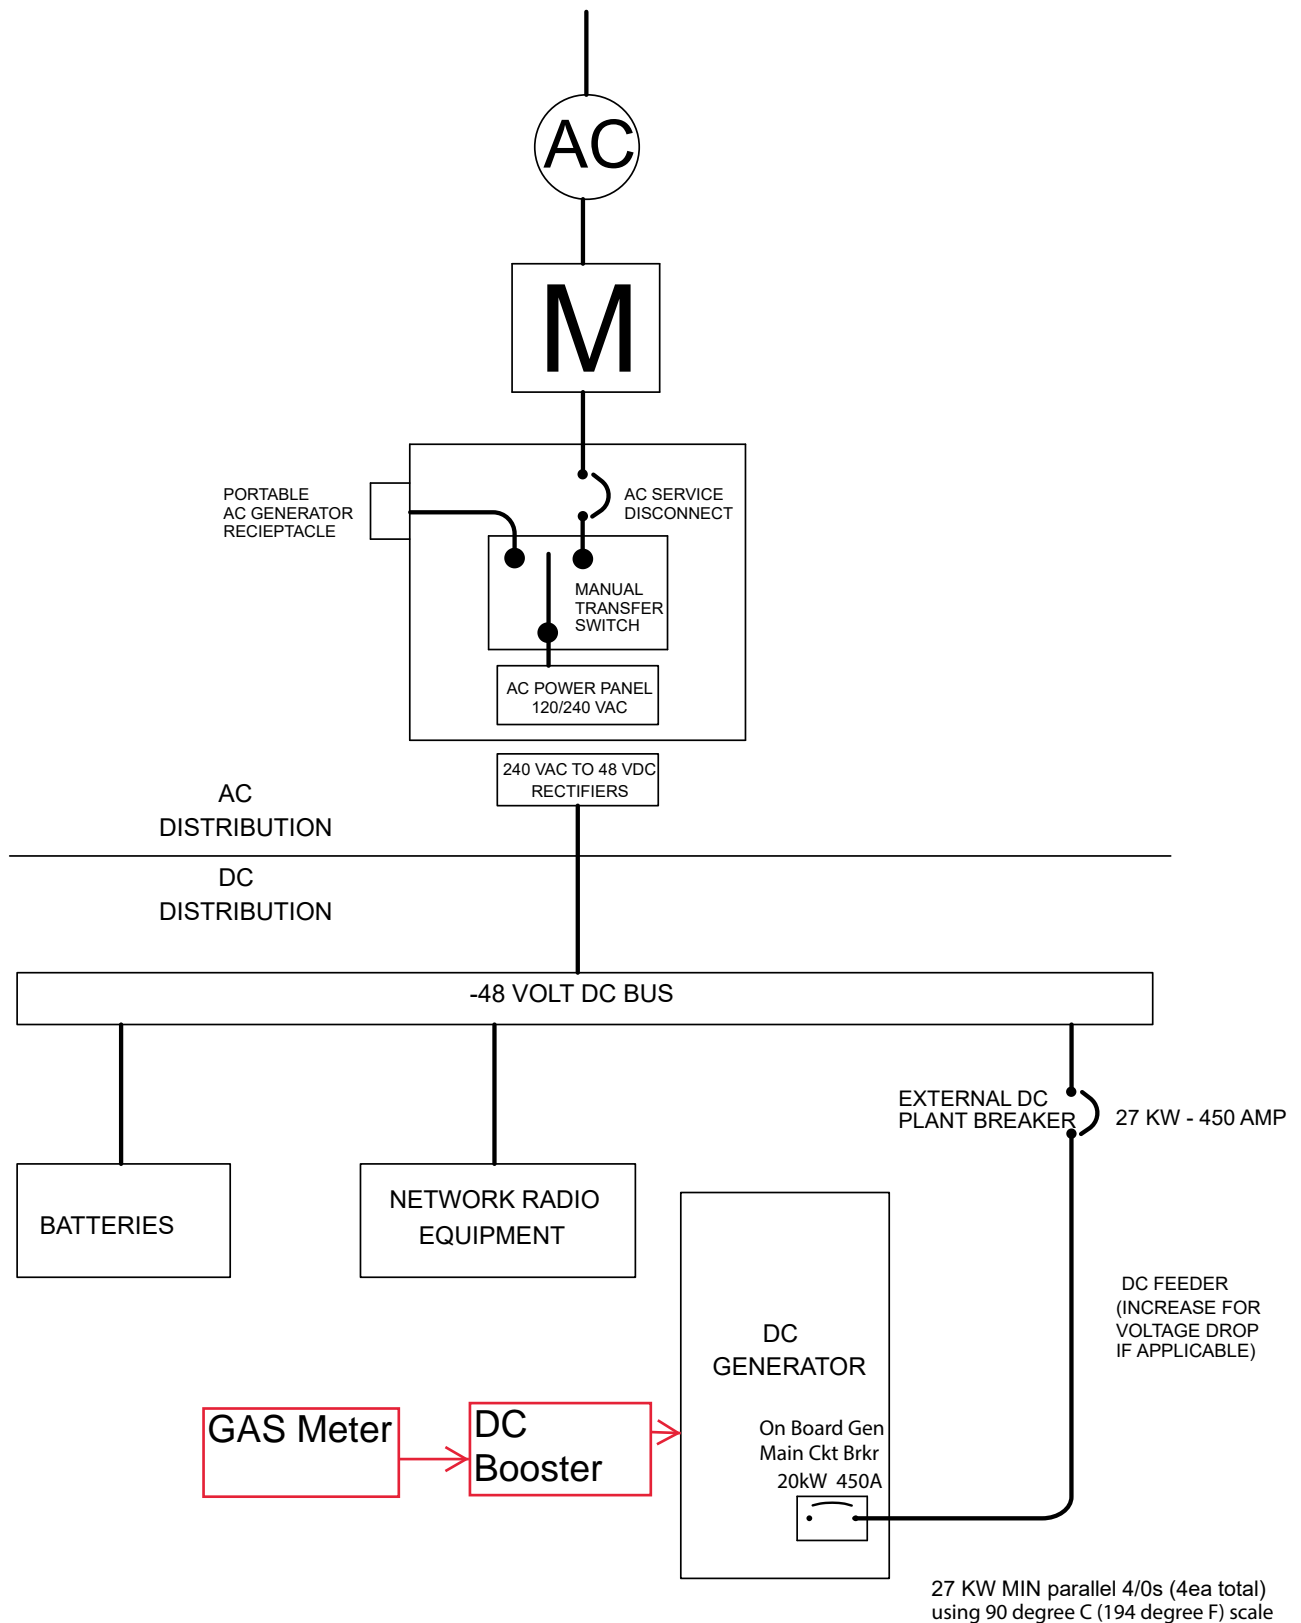 AC
M
PORTABLE
AC GENERATOR
RECIEPTACLE
AC SERVICE
DISCONNECT
MANUAL
TRANSFER
SWITCH
AC POWER PANEL
120/240 VAC
240 VAC TO 48 VDC
RECTIFIERS
AC
DISTRIBUTION
DC
DISTRIBUTION
-48 VOLT DC BUS
EXTERNAL DC
PLANT BREAKER
27 KW - 450 AMP
BATTERIES
NETWORK RADIO
EQUIPMENT
DC FEEDER
(INCREASE FOR
VOLTAGE DROP
IF APPLICABLE)
DC
GENERATOR
GAS Meter
DC
Booster
On Board Gen
Main Ckt Brkr
20kW 450A
27 KW MIN parallel 4/0s (4ea total)
using 90 degree C (194 degree F) scale